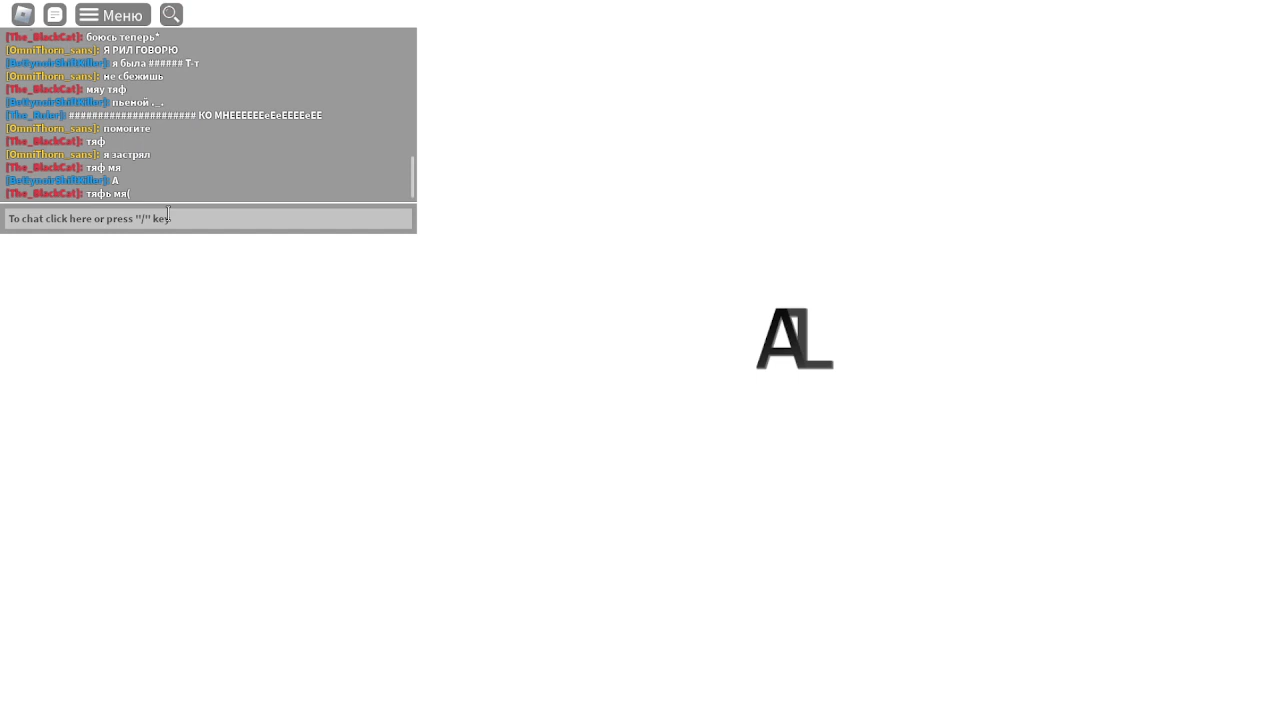 Меню
[The_BlackCat]: боюсь теперь*
[OmniThorn_sans]: Я РИЛ ГОВОРЮ
я была ###### Т-т
[OmniThorn_sans]: не сбежишь
[The_BlackCat]: мяу тяф
пьеной ._.
[The_Ruler]: ###################### КО МНЕЕЕЕЕЕеЕеЕЕЕЕеЕЕ
[OmniThorn_sans]: помогите
[The_BlackCat]: тяф
[OmniThorn_sans]: я застрял
[The_BlackCat]: тяф мя
А
[The_BlackCat]: тяфь мя(
To chat click here or press "/" key
AL